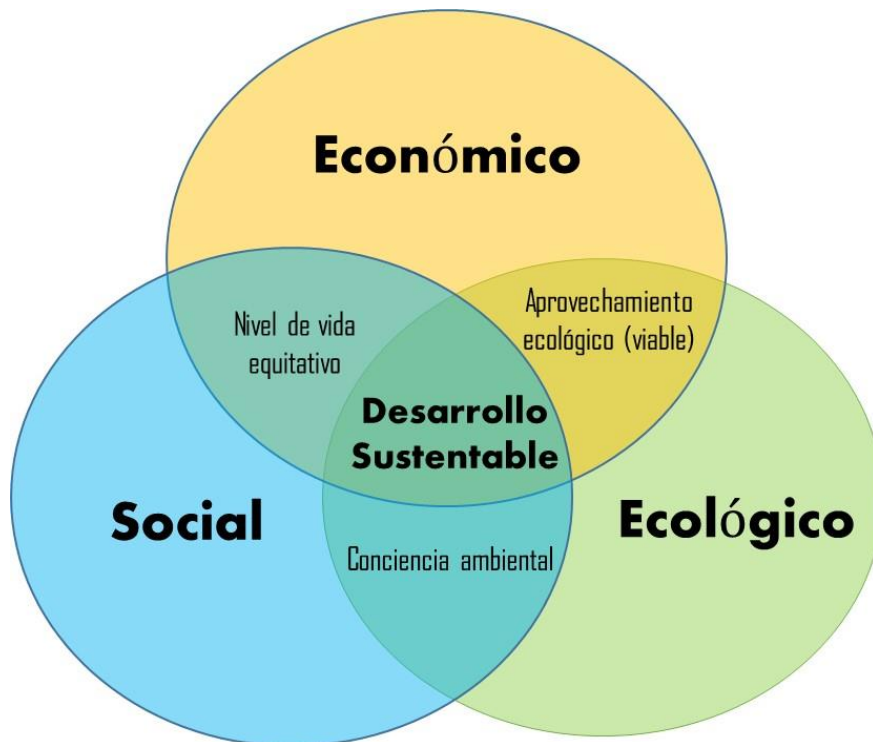 Económico
Nivel de vida
equitativo
Aprovechamiento
ecológico (viable)
Desarrollo
Sustentable
Social
Ecológico
Conciencia ambiental